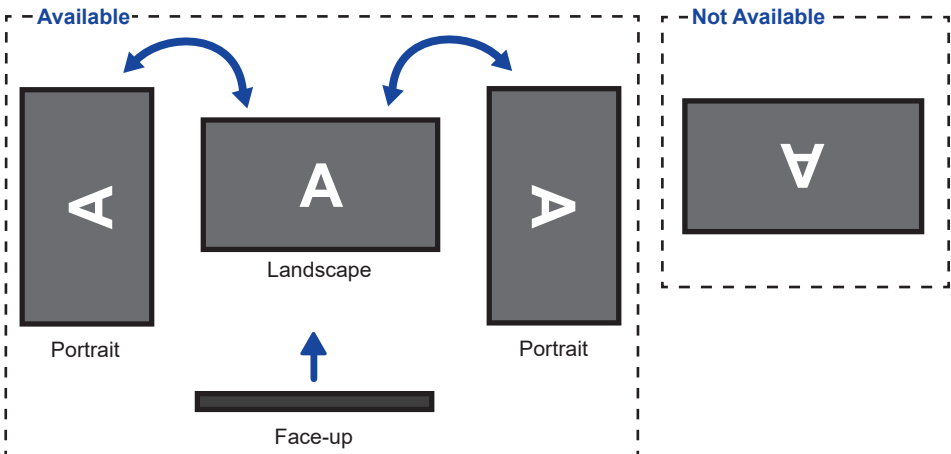 Available
Not Available
A
A
A
A
Landscape
Portrait
Portrait
Face-up